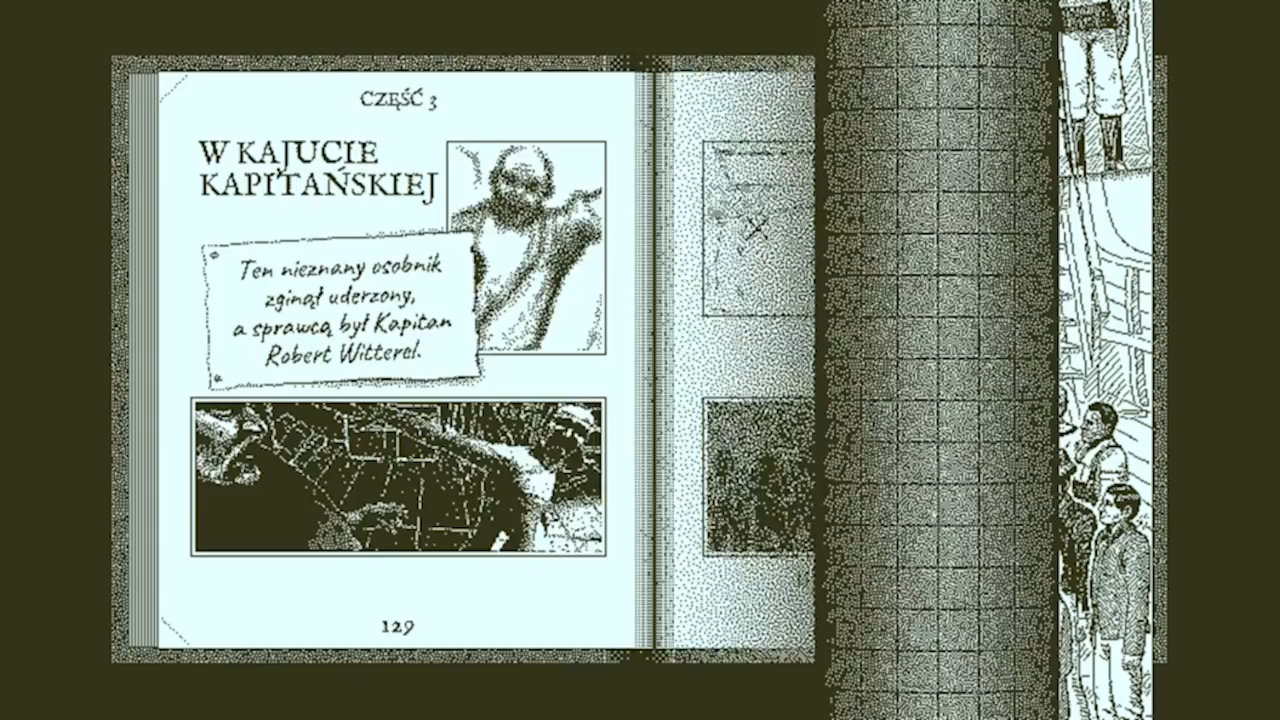 CZĘŚĆ 3
W KAJUCIE
KAPITAŃSKIEJ
Ten nieznany osobnik
zginął uderzony,
a sprawcą był Kapitan
Robert Witterel.
129